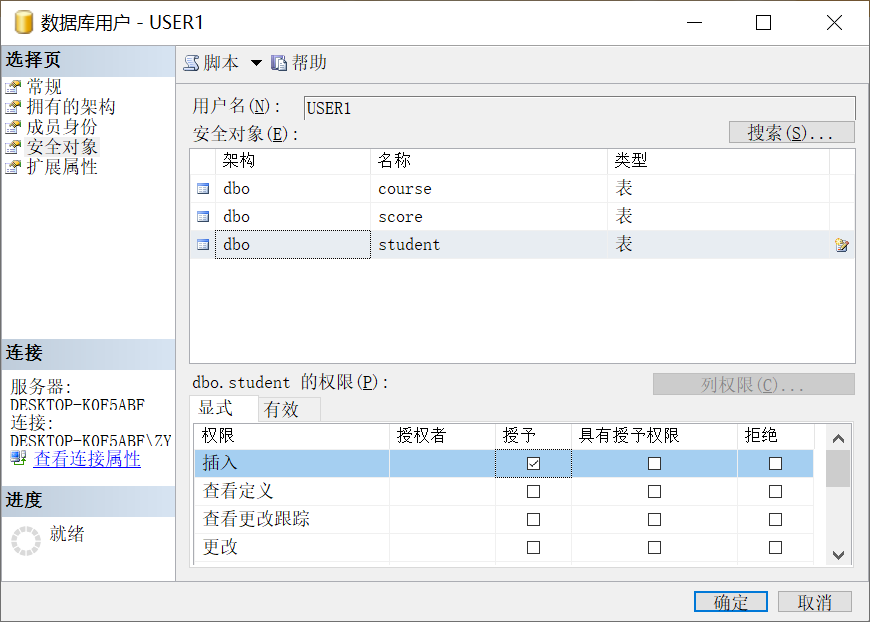 数据库用户 - USER1
选择页
常规
拥有的架构
成员身份
安全对象
扩展属性
连接
服务器:
DESKTOP-K0F5ABF
连接:
DESKTOP-K0F5ABF\ZY
查看连接属性
进度
就绪
脚本 帮助
用户名(N): USER1
安全对象(E):
搜索(S)...
架构 名称 类型
dbo course 表
dbo score 表
dbo student 表
dbo.student 的权限(P):
列权限(C)...
显式 有效
权限 授权者 授予 具有授予权限 拒绝
插入
查看定义
查看更改跟踪
更改
确定 取消